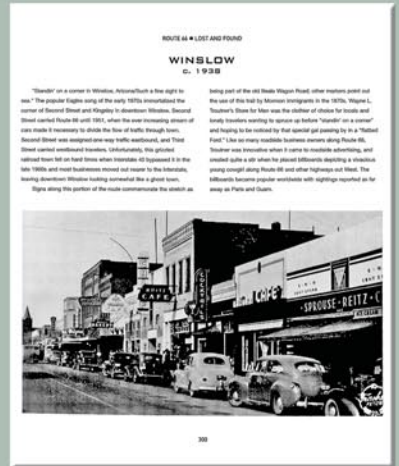 ROUTE 66 ★ LOST AND FOUND
WINSLOW
c. 1938
"Standin' on a corner in Winslow, Arizona/Such a fine sight to
see." The popular Eagles song of the early 1970s immortalized the
corner of Second Street and Kingsley in downtown Winslow. Second
Street carried Route 66 until 1951, when the ever increasing stream of
cars made it necessary to divide the flow of traffic through town.
Second Street was assigned one-way traffic eastbound, and Third
Street carried westbound travelers. Unfortunately, this grizzled
railroad town fell on hard times when Interstate 40 bypassed it in the
late 1960s and most businesses moved out nearer to the Interstate,
leaving downtown Winslow looking somewhat like a ghost town.
Signs along this portion of the route commemorate the stretch as
being part of the old Beale Wagon Road; other markers point out
the use of this trail by Mormon immigrants in the 1870s. Wayne L.
Troutner's Store for Men was the clothier of choice for locals and
lonely travelers wanting to spruce up before "standin' on a corner"
and hoping to be noticed by that special gal passing by in a "flatbed
Ford." Like so many roadside business owners along Route 66,
Troutner was innovative when it came to roadside advertising, and
created quite a stir when he placed billboards depicting a vivacious
young cowgirl along Route 66 and other highways out West. The
billboards became popular worldwide with sightings reported as far
away as Paris and Guam.
CAFE
COCKTAILS
CAFE
SPROUSE-REITZ C
300